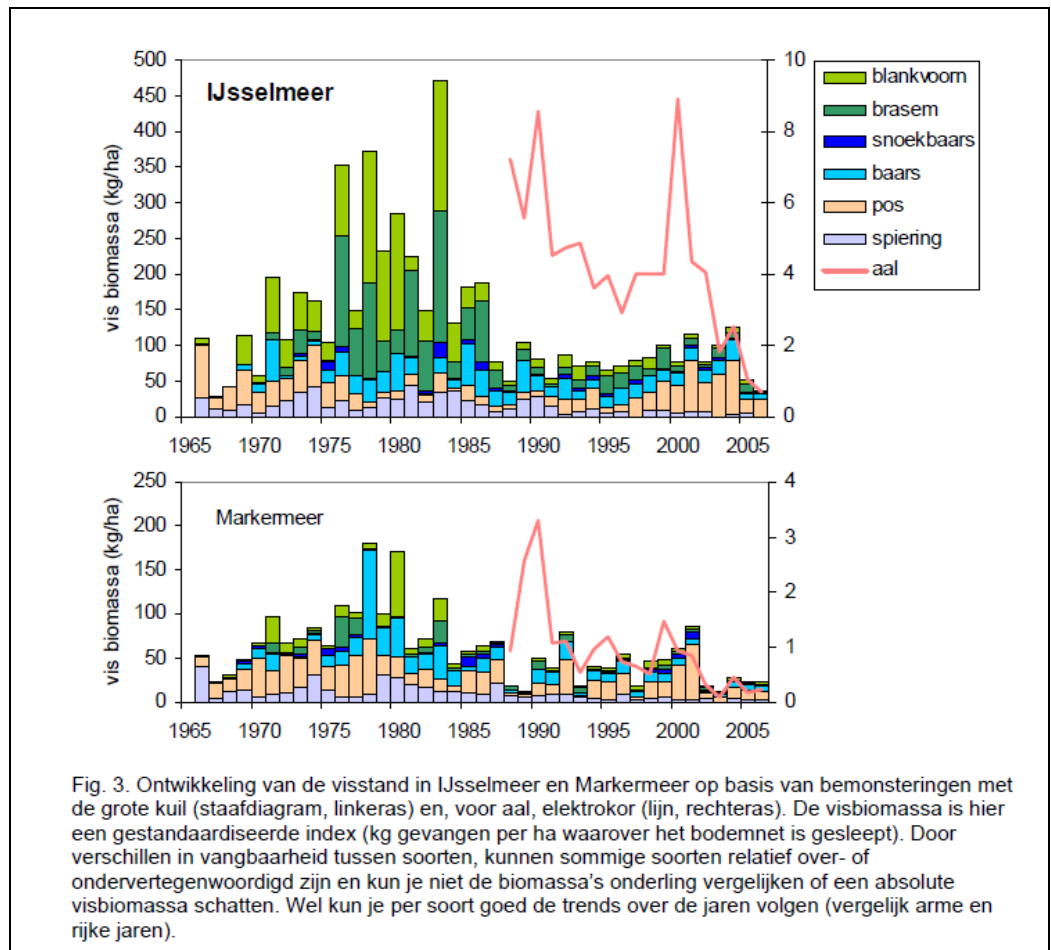 IJsselmeer
vis biomassa (kg/ha)
500
450
400
350
300
250
200
150
100
50
0
10
8
6
4
2
0
1965 1970 1975 1980 1985 1990 1995 2000 2005
blankvoorn
brasem
snoekbaars
baars
pos
spiering
aal
Markermeer
vis biomassa (kg/ha)
250
200
150
100
50
0
4
3
2
1
0
1965 1970 1975 1980 1985 1990 1995 2000 2005
Fig. 3. Ontwikkeling van de visstand in IJsselmeer en Markermeer op basis van bemonsteringen met
de grote kuil (staafdiagram, linkeras) en, voor aal, elektrokor (lijn, rechteras). De visbiomassa is hier
een gestandaardiseerde index (kg gevangen per ha waarover het bodemnet is gesleept). Door
verschillen in vangbaarheid tussen soorten, kunnen sommige soorten relatief over- of
ondervertegenwoordigd zijn en kun je niet de biomassa's onderling vergelijken of een absolute
visbiomassa schatten. Wel kun je per soort goed de trends over de jaren volgen (vergelijk arme en
rijke jaren).